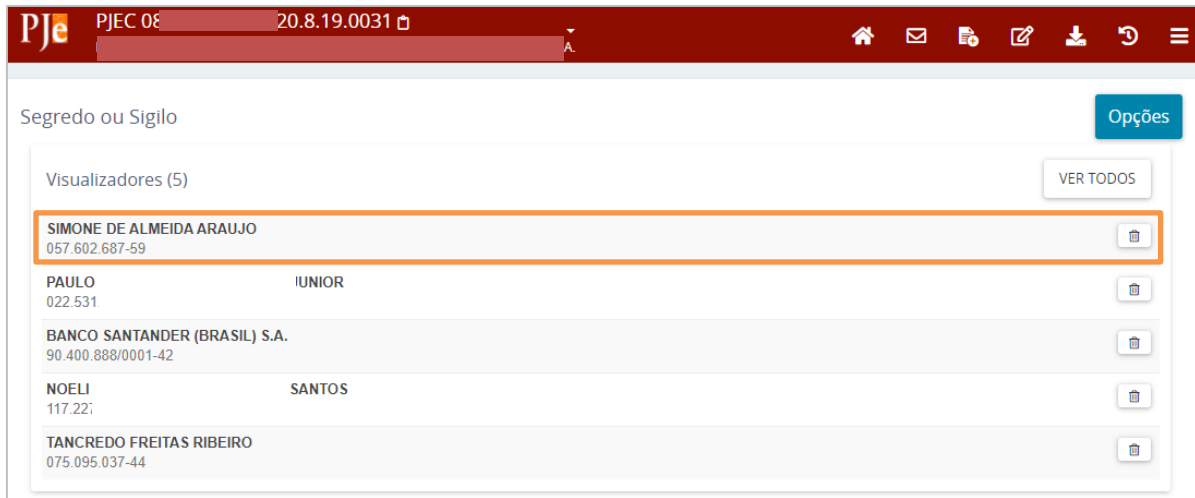 PJe PJEC 08 20.8.19.0031
A.
Segredo ou Sigilo
Opções
Visualizadores (5)
VER TODOS
SIMONE DE ALMEIDA ARAUJO
057.602.687-59
PAULO JUNIOR
022.531
BANCO SANTANDER (BRASIL) S.A.
90.400.888/0001-42
NOELI SANTOS
117.227
TANCREDO FREITAS RIBEIRO
075.095.037-44